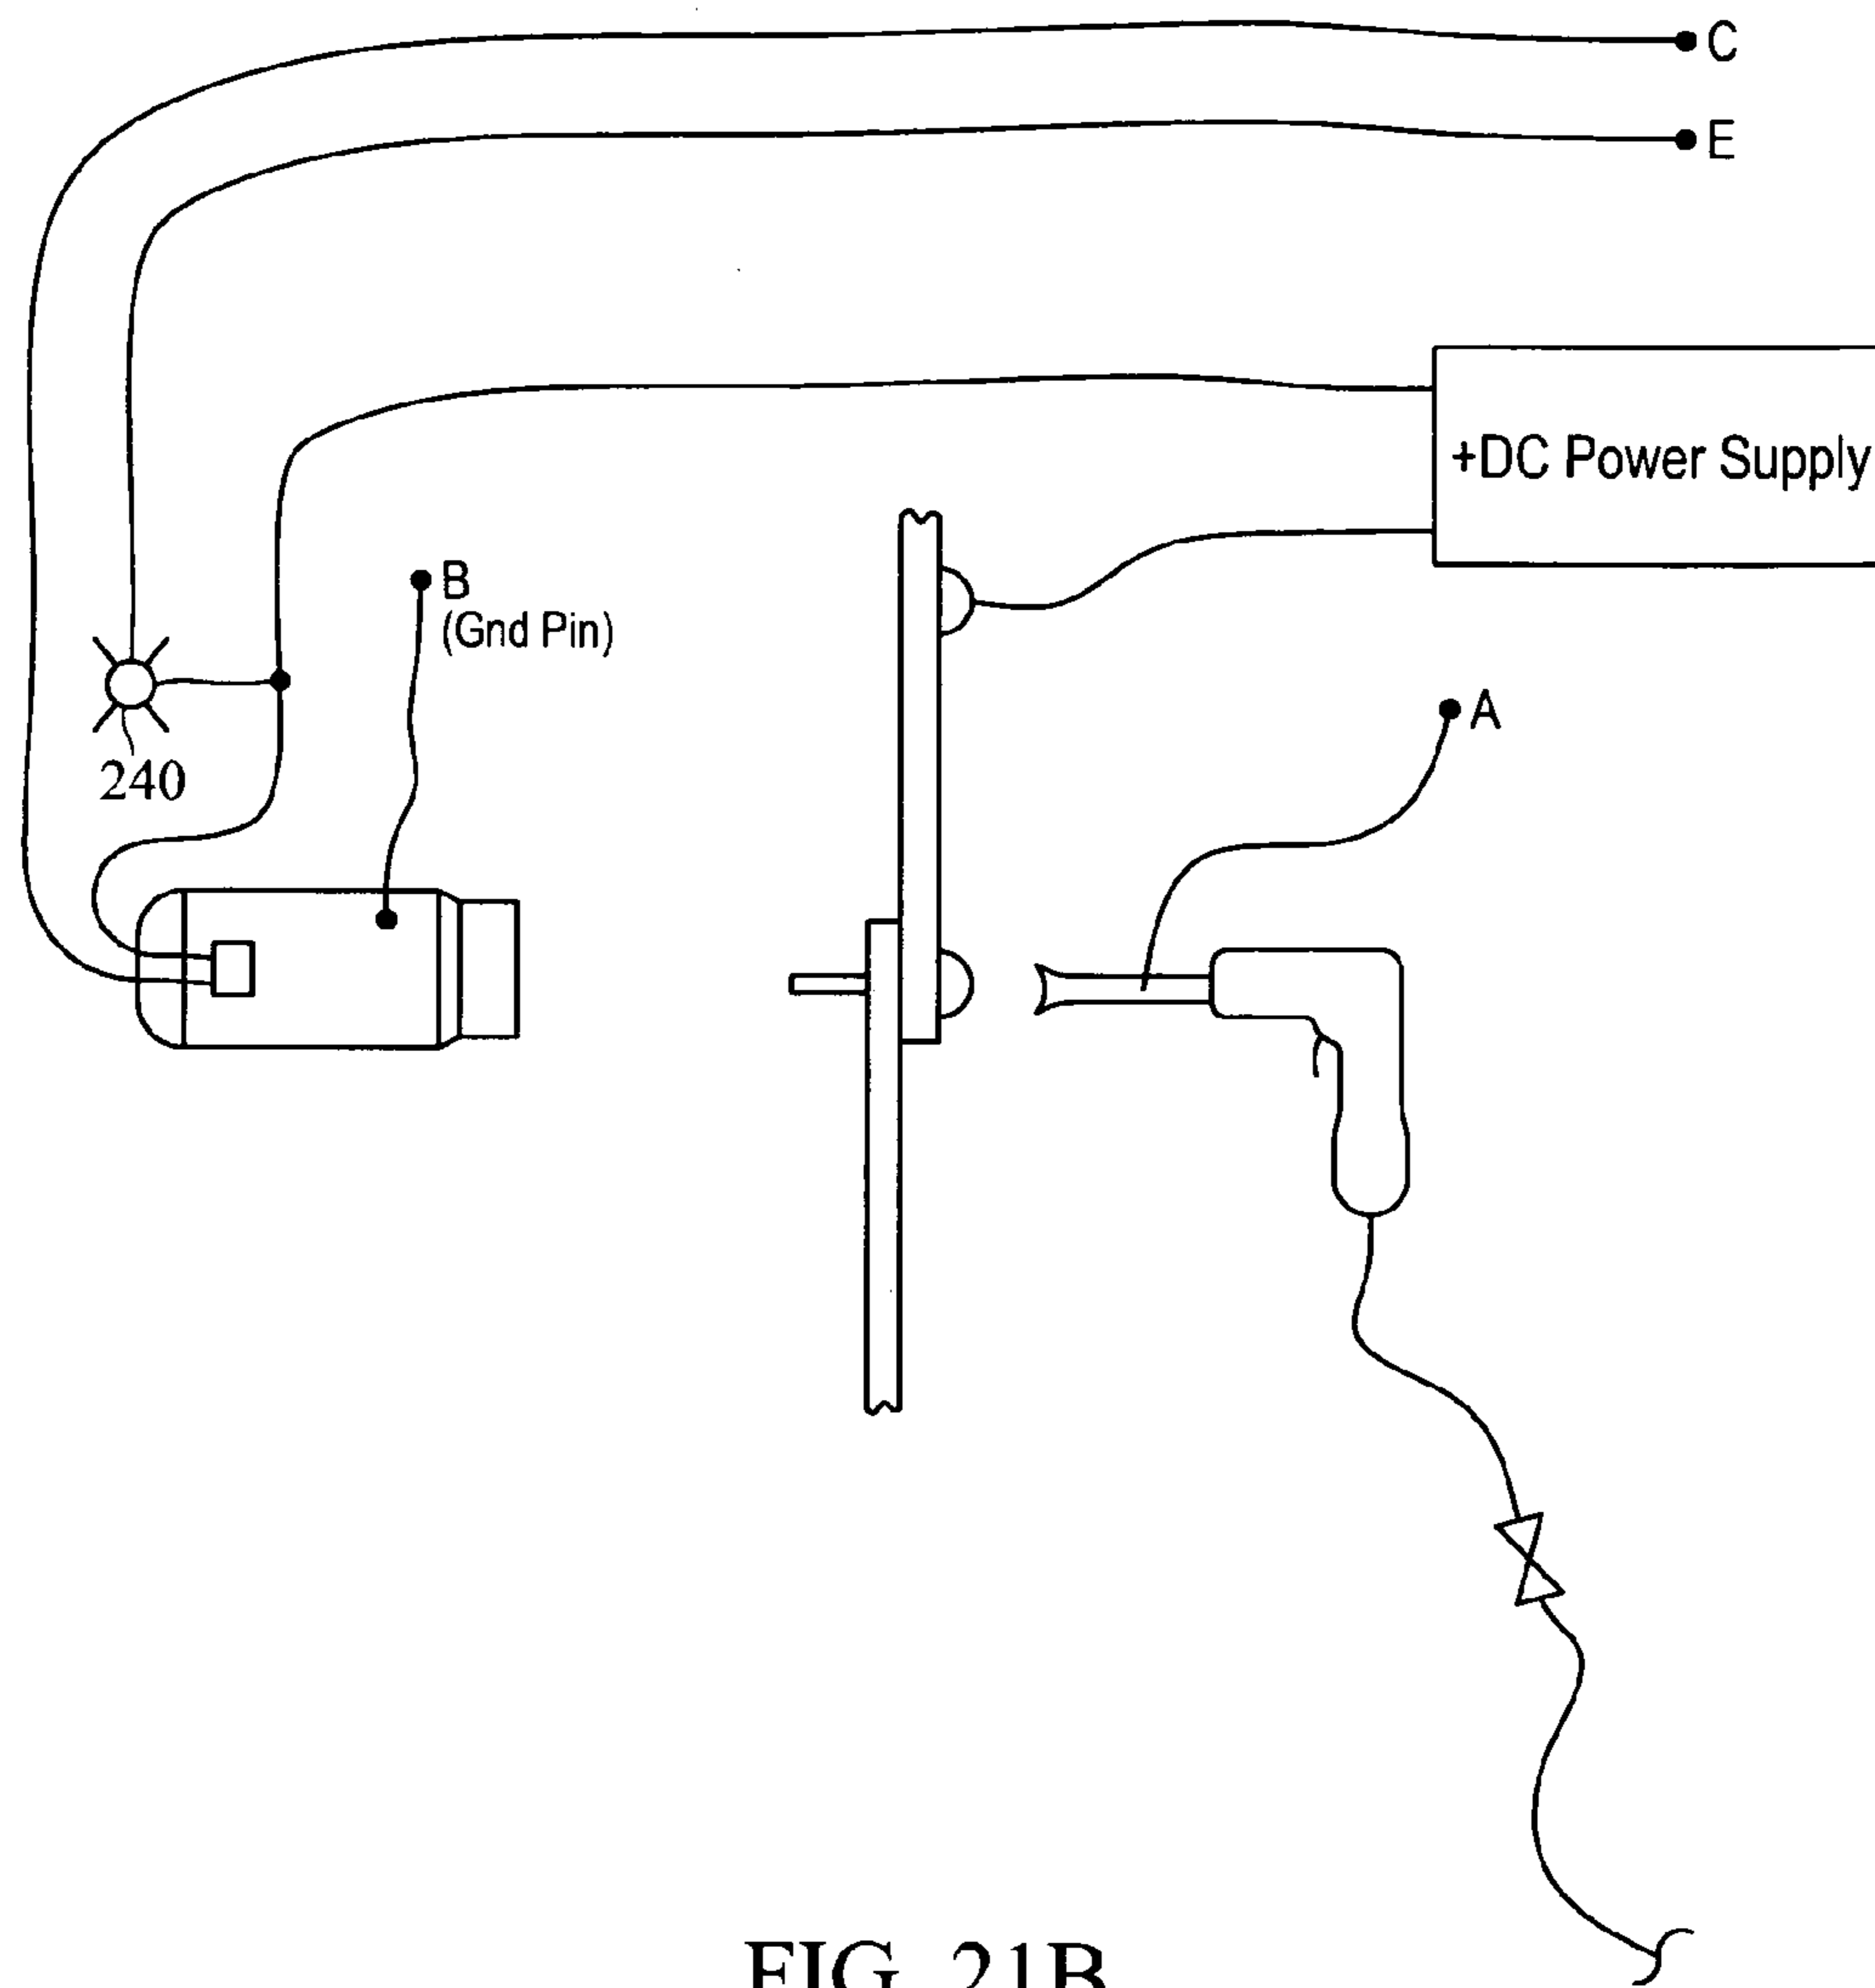 C
E
+DC Power Supply
B
(Gnd Pin)
A
240
FIG. 21B